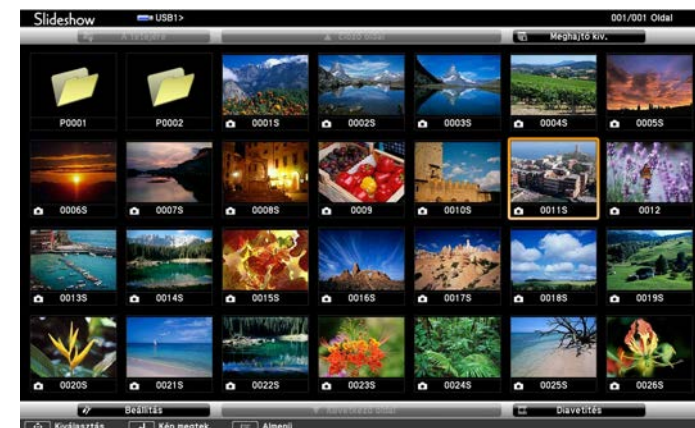 Slideshow USB1> 001/001 Oldal
A tetejére Előző oldal Meghajtó kiv.
P0001 P0002 0001S 0002S 0003S 0004S 0005S
0006S 0007S 0008S 0009 0010S 0011S 0012
0013S 0014S 0015S 0016S 0017S 0018S 0019S
0020S 0021S 0022S 0023S 0024S 0025S 0026S
Beállítás Következő oldal Diavetítés
Kiválasztás Kép megtek. Almenü